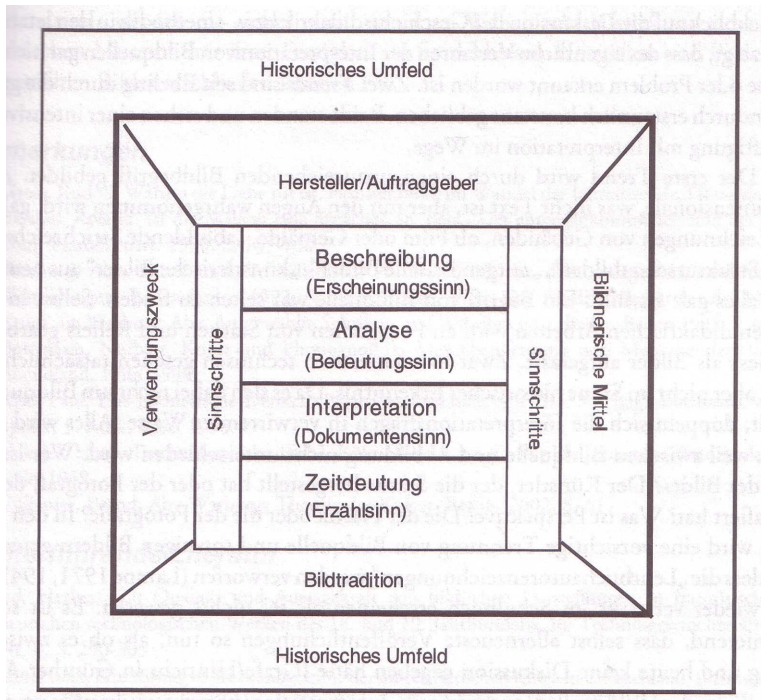 Historisches Umfeld
Hersteller/Auftraggeber
Verwendungszweck
Sinnschritte
Beschreibung
(Erscheinungssinn)
Analyse
(Bedeutungssinn)
Interpretation
(Dokumentensinn)
Zeitdeutung
(Erzählsinn)
Sinnschritte
Bildnerische Mittel
Bildtradition
Historisches Umfeld